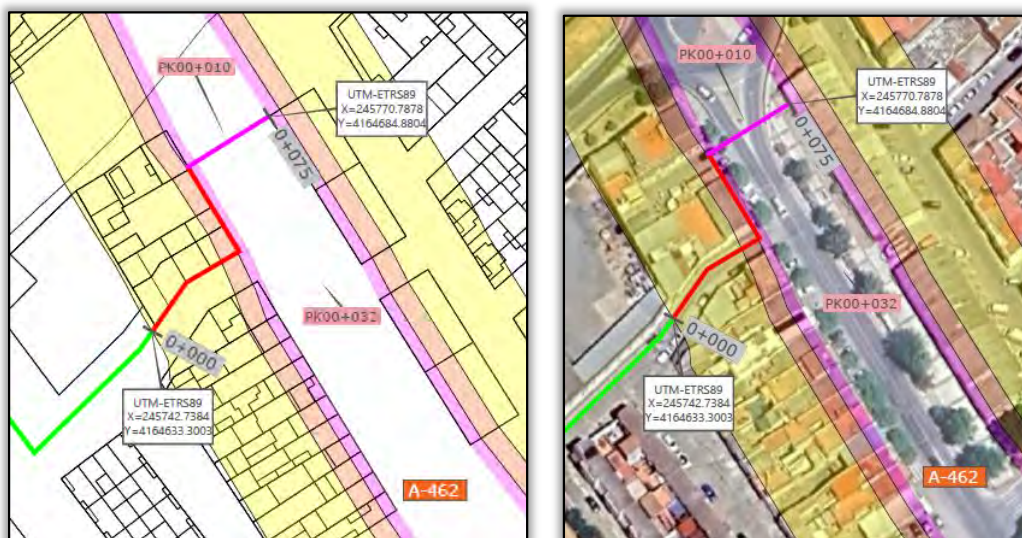 PK00+010
UTM-ETRS89
X=245770.7878
Y=4164684.8804
0+075
PK00+032
0+000
UTM-ETRS89
X=245742.7384
Y=4164633.3003
A-462
PK00+010
UTM-ETRS89
X=245770.7878
Y=4164684.8804
0+075
PK00+032
0+000
UTM-ETRS89
X=245742.7384
Y=4164633.3003
A-462